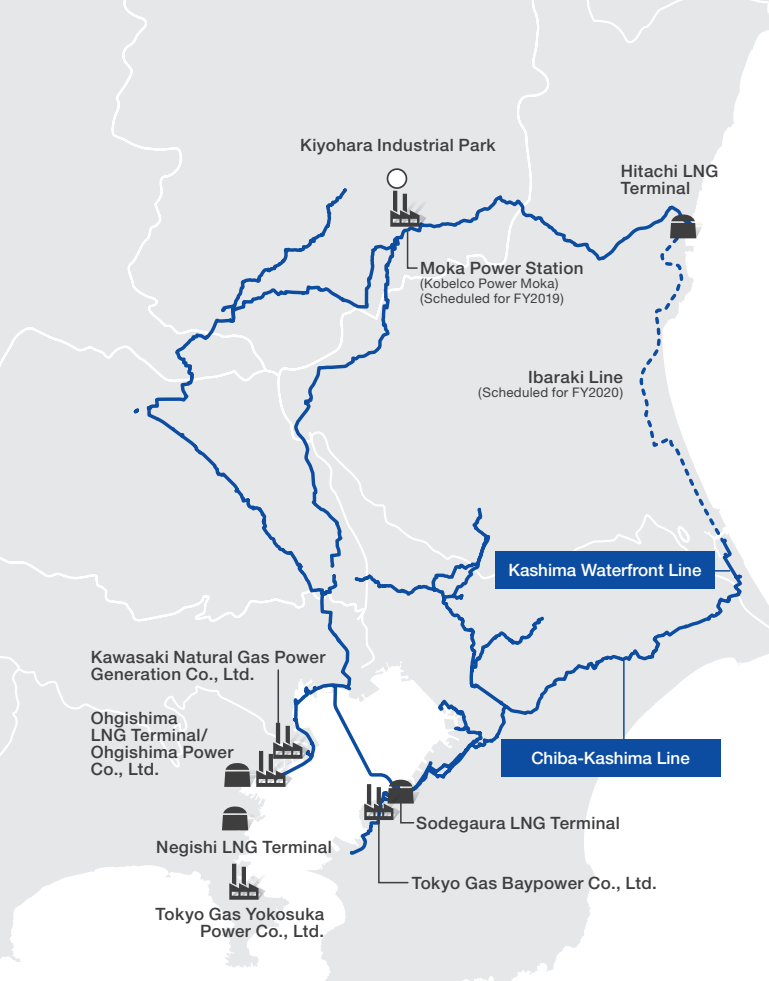 Kiyohara Industrial Park
Hitachi LNG
Terminal
Moka Power Station
(Kobelco Power Moka)
(Scheduled for FY2019)
Ibaraki Line
(Scheduled for FY2020)
Kashima Waterfront Line
Kawasaki Natural Gas Power
Generation Co., Ltd.
Ohgishima
LNG Terminal/
Ohgishima Power
Co., Ltd.
Chiba-Kashima Line
Sodegaura LNG Terminal
Negishi LNG Terminal
Tokyo Gas Baypower Co., Ltd.
Tokyo Gas Yokosuka
Power Co., Ltd.